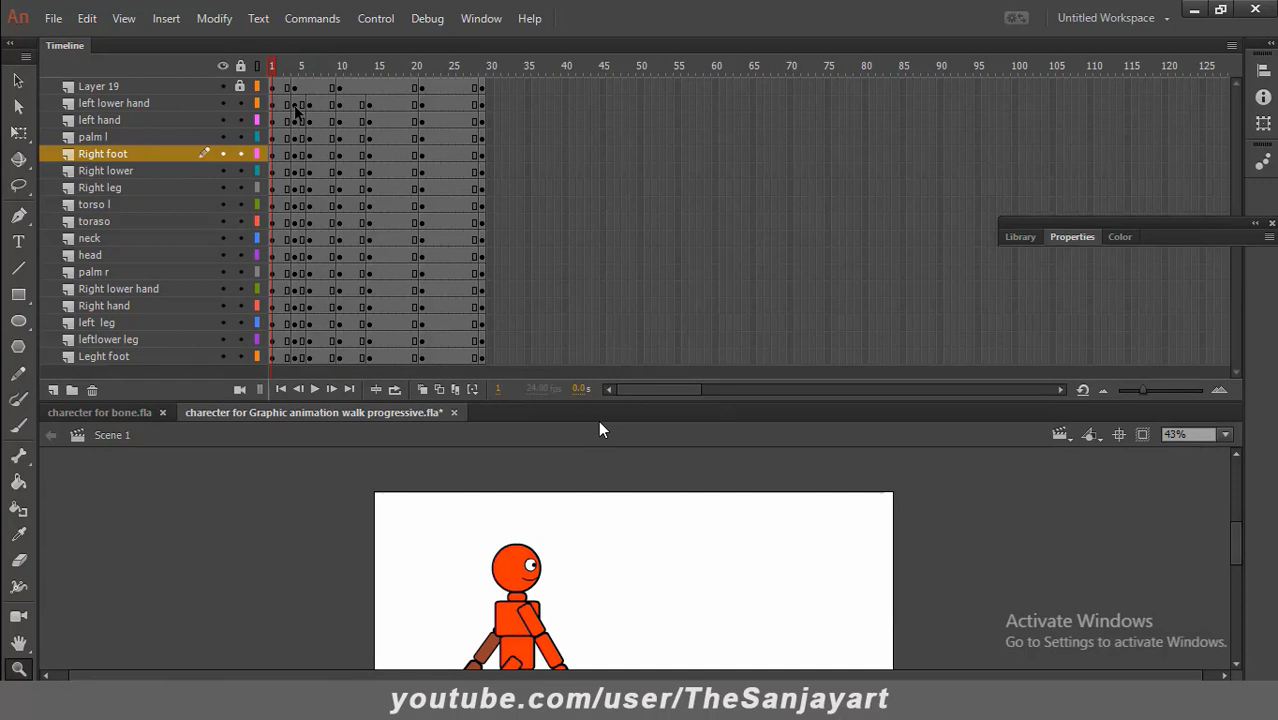 An File Edit View Insert Modify Text Commands Control Debug Window Help Untitled Workspace
Timeline
1 5 10 15 20 25 30 35 40 45 50 55 60 65 70 75 80 85 90 95 100 105 110 115 120 125
Layer 19
left lower hand
left hand
palm l
Right foot
Right lower
Right leg
torso l
toraso
neck
head
palm r
Right lower hand
Right hand
left leg
leftlower leg
Leght foot
Library Properties Color
1 24.00 fps 0.0s
charecter for bone.fla × charecter for Graphic animation walk progressive.fla* ×
Scene 1 43%
Activate Windows
Go to Settings to activate Windows.
youtube.com/user/TheSanjayart